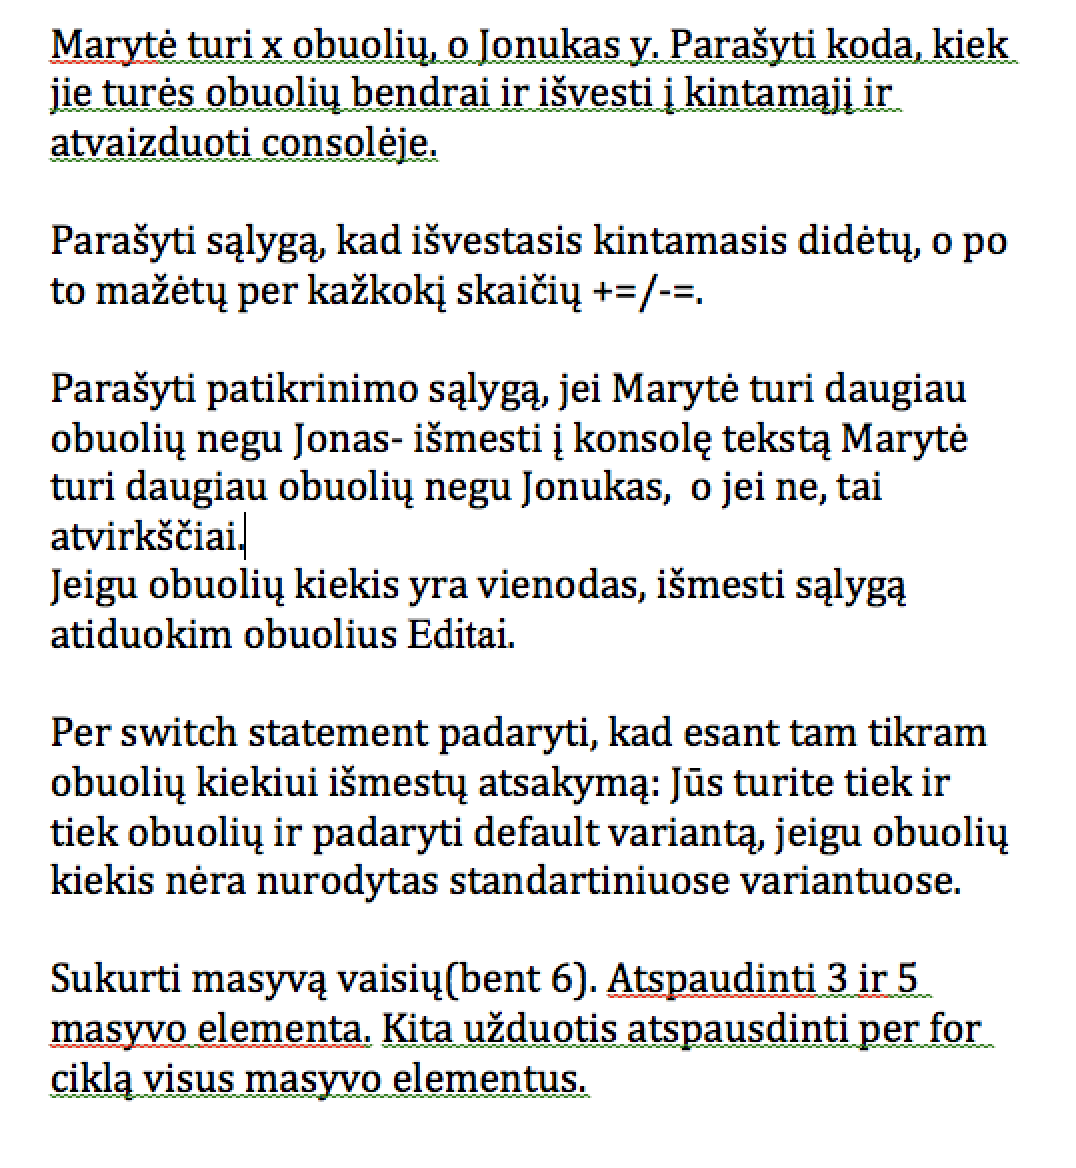 Marytė turi x obuolių, o Jonukas y. Parašyti koda, kiek
jie turės obuolių bendrai ir išvesti į kintamąjį ir
atvaizduoti consolėje.
Parašyti sąlygą, kad išvestasis kintamasis didėtų, o po
to mažėtų per kažkokį skaičių +=/-=.
Parašyti patikrinimo sąlygą, jei Marytė turi daugiau
obuolių negu Jonas- išmesti į konsolę tekstą Marytė
turi daugiau obuolių negu Jonukas,  o jei ne, tai
atvirkščiai.
Jeigu obuolių kiekis yra vienodas, išmesti sąlygą
atiduokim obuolius Editai.
Per switch statement padaryti, kad esant tam tikram
obuolių kiekiui išmestų atsakymą: Jūs turite tiek ir
tiek obuolių ir padaryti default variantą, jeigu obuolių
kiekis nėra nurodytas standartiniuose variantuose.
Sukurti masyvą vaisių(bent 6). Atspaudinti 3 ir 5
masyvo elementa. Kita užduotis atspausdinti per for
ciklą visus masyvo elementus.